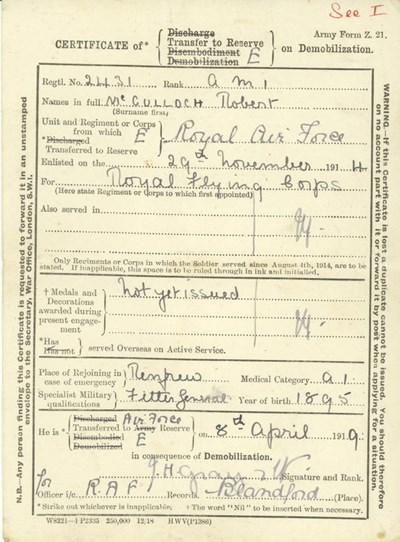 See I
Army Form Z. 21.
CERTIFICATE of* { Discharge
Transfer to Reserve
Disembodiment
Demobilization } E on Demobilization.
Regtl. No. 2431 Rank a m 1
Names in full McCULLOCH Robert
(Surname first)
Unit and Regiment or Corps
from which
*Discharged E Royal Air Force
Transferred to Reserve
Enlisted on the 29th November 1914
For Royal Flying Corps
(Here state Regiment or Corps to which first appointed)
Also served in
Only Regiments or Corps in which the Soldier served since August 4th, 1914, are to be
stated. If inapplicable, this space is to be ruled through in ink and initialled.
† Medals and
Decorations
awarded during
present engage-
ment
not yet issued
*Has
Has not } served Overseas on Active Service.
Place of Rejoining in
case of emergency } Renfrew Medical Category A1
Specialist Military
qualifications } Fitter General Year of birth 1895
He is * { Discharged Air Force
Transferred to Army Reserve
Disembodied E
Demobilized } on 8th April 1919
in consequence of Demobilization.
Signature and Rank.
for
Officer i/c. RAF Records. Blandford (Place).
* Strike out whichever is inapplicable. † The word "Nil" to be inserted when necessary.
W8221—1 P2335 250,000 12/18 HWV(P1386)
N.B.—Any person finding this Certificate is requested to forward it in an unstamped
envelope to the Secretary, War Office, London, S.W.1.
WARNING.—If this Certificate is lost a duplicate cannot be issued. You should therefore
on no account part with it or forward it by post when applying for a situation.